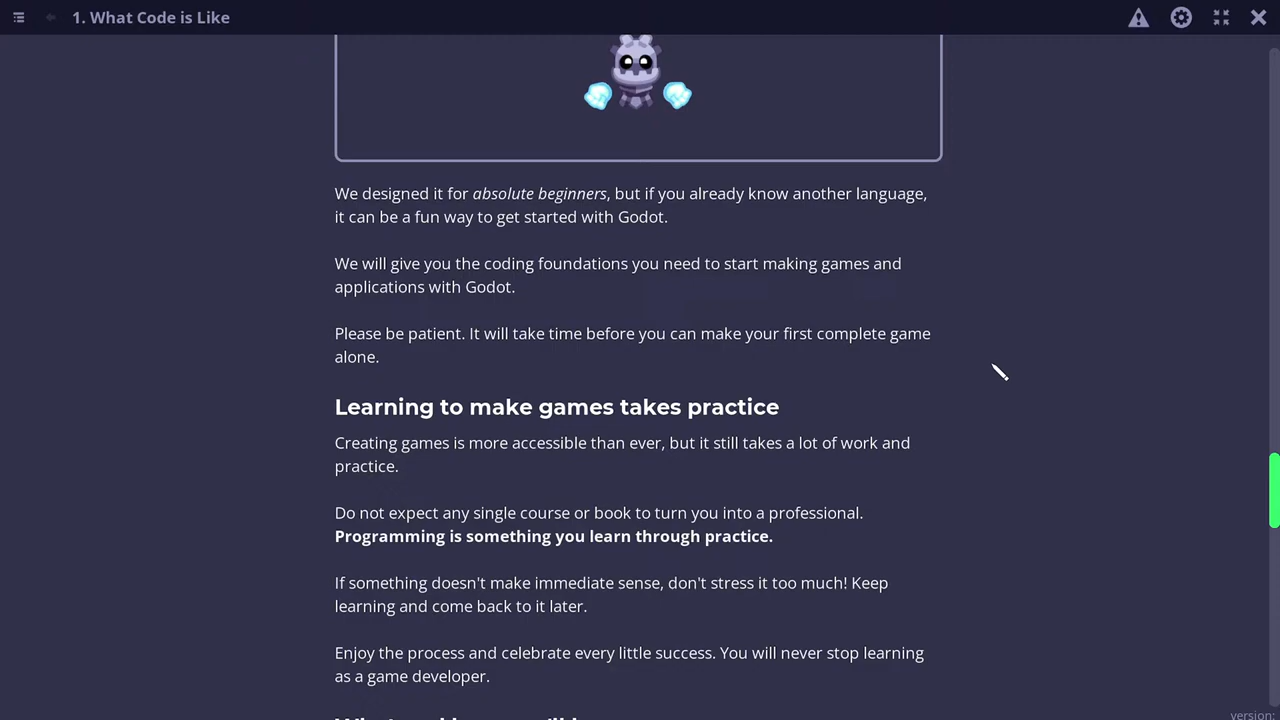 1. What Code is Like
We designed it for absolute beginners, but if you already know another language,
it can be a fun way to get started with Godot.
We will give you the coding foundations you need to start making games and
applications with Godot.
Please be patient. It will take time before you can make your first complete game
alone.
Learning to make games takes practice
Creating games is more accessible than ever, but it still takes a lot of work and
practice.
Do not expect any single course or book to turn you into a professional.
Programming is something you learn through practice.
If something doesn't make immediate sense, don't stress it too much! Keep
learning and come back to it later.
Enjoy the process and celebrate every little success. You will never stop learning
as a game developer.
version: